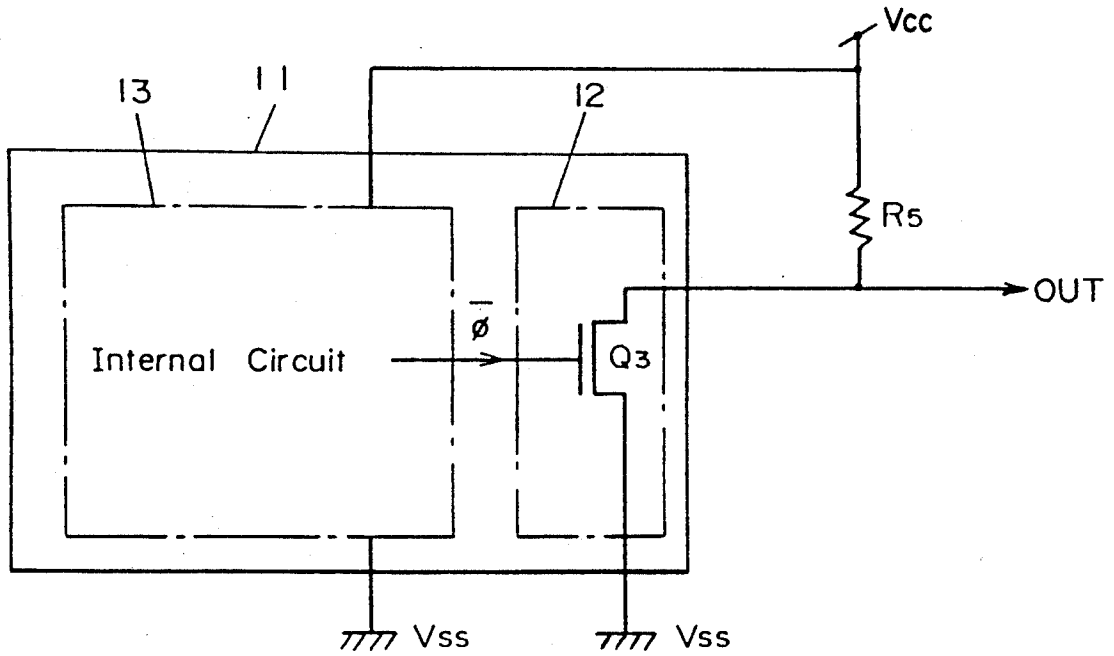 Vcc
13
11
12
R5
OUT
φ̅
Internal Circuit
Q3
Vss
Vss